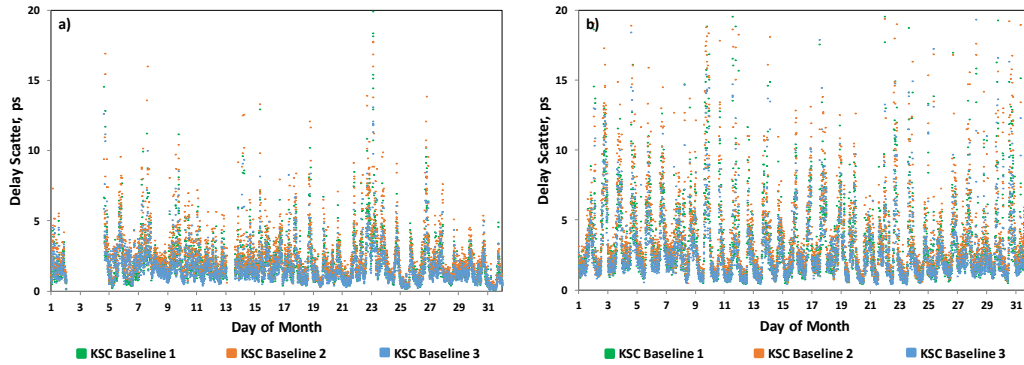 a)
Delay Scatter, ps
20
15
10
5
0
1 3 5 7 9 11 13 15 17 19 21 23 25 27 29 31
Day of Month
KSC Baseline 1 KSC Baseline 2 KSC Baseline 3
b)
Delay Scatter, ps
20
15
10
5
0
1 3 5 7 9 11 13 15 17 19 21 23 25 27 29 31
Day of Month
KSC Baseline 1 KSC Baseline 2 KSC Baseline 3